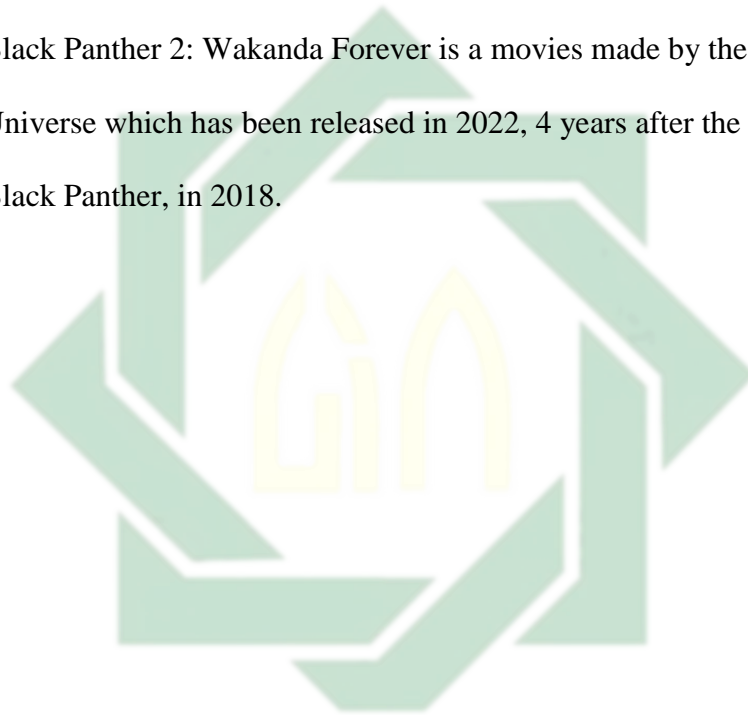 lack Panther 2: Wakanda Forever is a movies made by the
niverse which has been released in 2022, 4 years after the
lack Panther, in 2018.